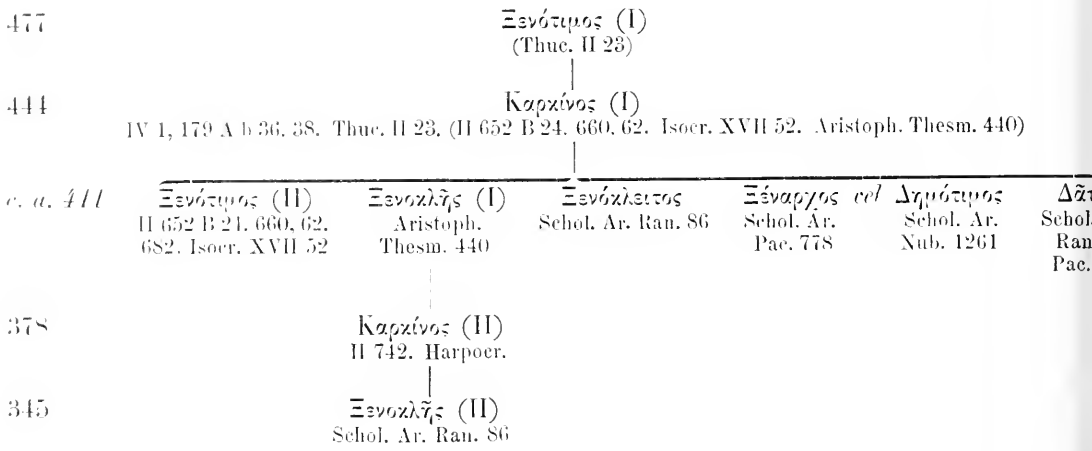 477 Ξενότιμος (I)
(Thuc. II 23)
444 Καρκίνος (I)
IV 1, 179 A b 36. 38. Thuc. II 23. (II 652 B 24. 660, 62. Isocr. XVII 52. Aristoph. Thesm. 440)
c. a. 411 Ξενότιμος (II) Ξενοκλῆς (I) Ξενόκλειτος Ξέναρχος vel Δημότιμος Δᾶτ
II 652 B 24. 660, 62. Aristoph. Schol. Ar. Ran. 86 Schol. Ar. Schol. Ar. Schol.
682. Isocr. XVII 52 Thesm. 440 Pac. 778 Nub. 1261 Ran
Pac.
378 Καρκίνος (II)
II 742. Harpocr.
345 Ξενοκλῆς (II)
Schol. Ar. Ran. 86